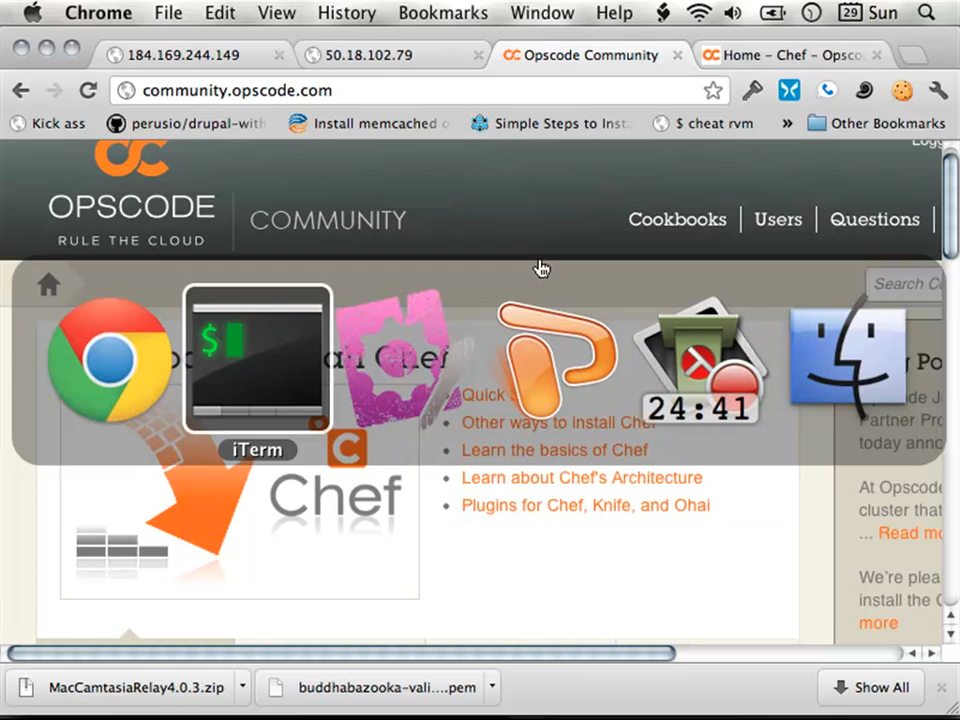 Chrome File Edit View History Bookmarks Window Help 29 Sun
184.169.244.149 50.18.102.79 Opscode Community Home – Chef – Opsco
community.opscode.com
Kick ass perusio/drupal-with Install memcached o Simple Steps to Inst $ cheat rvm » Other Bookmarks
Logg
OPSCODE COMMUNITY Cookbooks Users Questions
RULE THE CLOUD
Search Co
$
Quick S
24:41
Other ways to install Chef
iTerm
Learn the basics of Chef
Learn about Chef's Architecture
Plugins for Chef, Knife, and Ohai
Chef
Opscode J
Partner Pro
today anno
At Opscode
cluster that
... Read mo
We're plea
install the C
more
MacCamtasiaRelay4.0.3.zip buddhabazooka-vali....pem Show All